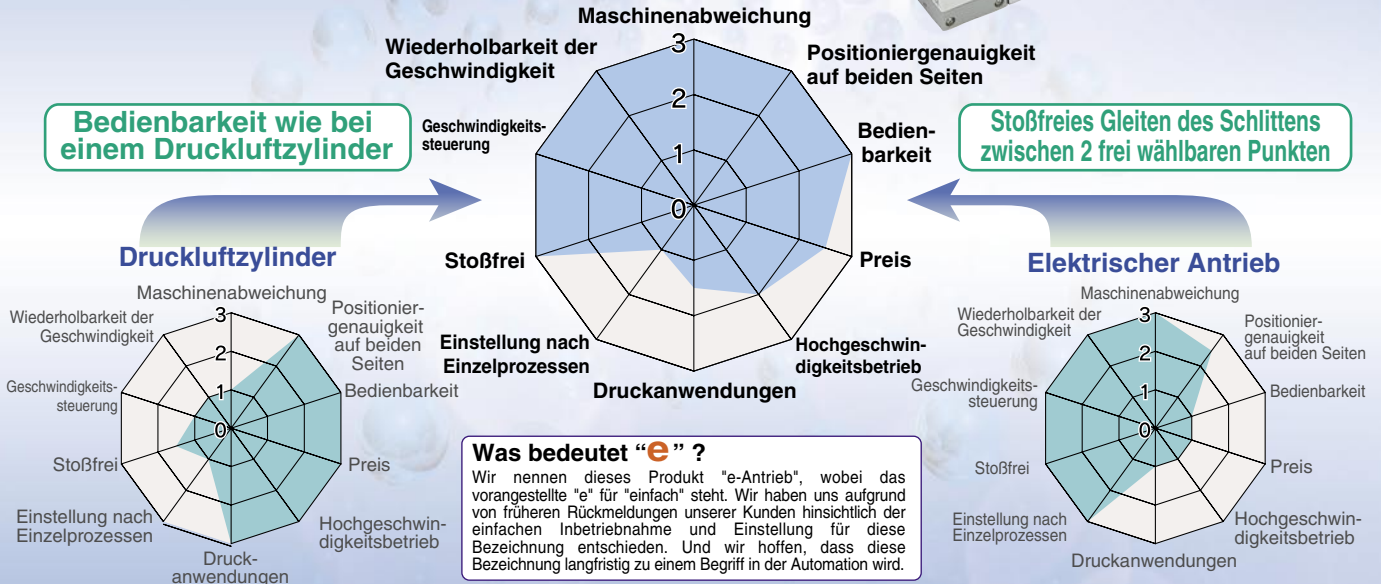 Maschinenabweichung
Wiederholbarkeit der
Geschwindigkeit
Positioniergenauigkeit
auf beiden Seiten
Geschwindigkeits-
steuerung
Bedien-
barkeit
Stoßfrei
Preis
Einstellung nach
Einzelprozessen
Hochgeschwin-
digkeitsbetrieb
Druckanwendungen
3
2
1
0
Bedienbarkeit wie bei
einem Druckluftzylinder
Stoßfreies Gleiten des Schlittens
zwischen 2 frei wählbaren Punkten
Druckluftzylinder
Maschinenabweichung
Wiederholbarkeit der
Geschwindigkeit
Positionier-
genauigkeit
auf beiden
Seiten
Geschwindigkeits-
steuerung
Bedienbarkeit
Stoßfrei
Preis
Einstellung nach
Einzelprozessen
Hochgeschwin-
digkeitsbetrieb
Druck-
anwendungen
3
2
1
0
Was bedeutet “e” ?
Wir nennen dieses Produkt "e-Antrieb", wobei das
vorangestellte "e" für "einfach" steht. Wir haben uns aufgrund
von früheren Rückmeldungen unserer Kunden hinsichtlich der
einfachen Inbetriebnahme und Einstellung für diese
Bezeichnung entschieden. Und wir hoffen, dass diese
Bezeichnung langfristig zu einem Begriff in der Automation wird.
Elektrischer Antrieb
Maschinenabweichung
Wiederholbarkeit der
Geschwindigkeit
Positionier-
genauigkeit
auf beiden Seiten
Geschwindigkeits-
steuerung
Bedienbarkeit
Stoßfrei
Preis
Einstellung nach
Einzelprozessen
Hochgeschwin-
digkeitsbetrieb
Druckanwendungen
3
2
1
0